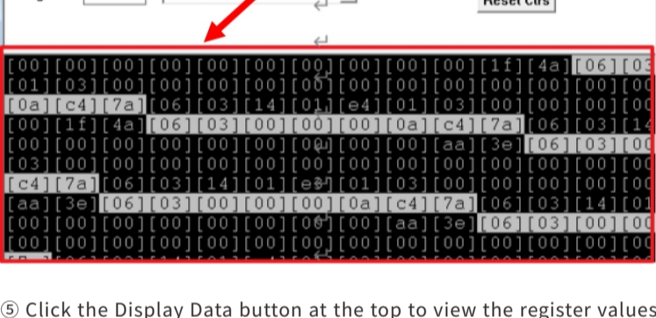 Reset Ctrs
[00][00][00][00][00][00][00][00][00][00][1f][4a][06][03
[01][03][00][00][00][00][00][00][00][00][00][00][00][00
[0a][c4][7a][06][03][14][01][e4][01][03][00][00][00][00
[00][1f][4a][06][03][00][00][00][0a][c4][7a][06][03][14
[00][00][00][00][00][00][00][00][00][aa][3e][06][03][00
[03][00][00][00][00][00][00][00][00][00][00][00][00][00
[c4][7a][06][03][14][01][e3][01][03][00][00][00][00][00
[aa][3e][06][03][00][00][00][0a][c4][7a][06][03][14][01
[00][00][00][00][00][00][00][00][aa][3e][06][03][00][00
[00][00][00][00][00][00][00][00][00][00][00][00][00][00
⑤ Click the Display Data button at the top to view the register values